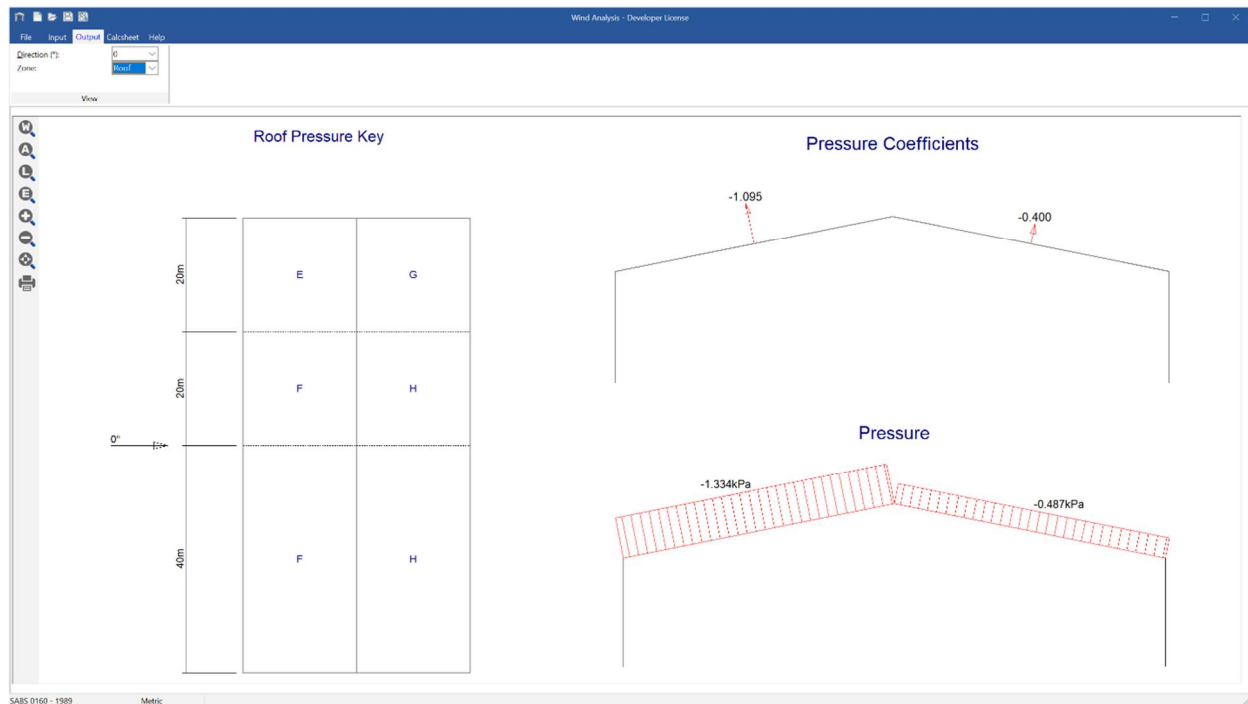 Wind Analysis - Developer License
File Input Output Calcsheet Help
Direction (°): 0
Zone: Roof
View
W
A
L
E
Roof Pressure Key
20m
E G
20m
F H
0°
40m
F H
Pressure Coefficients
-1.095
-0.400
Pressure
-1.334kPa
-0.487kPa
SABS 0160 - 1989 Metric